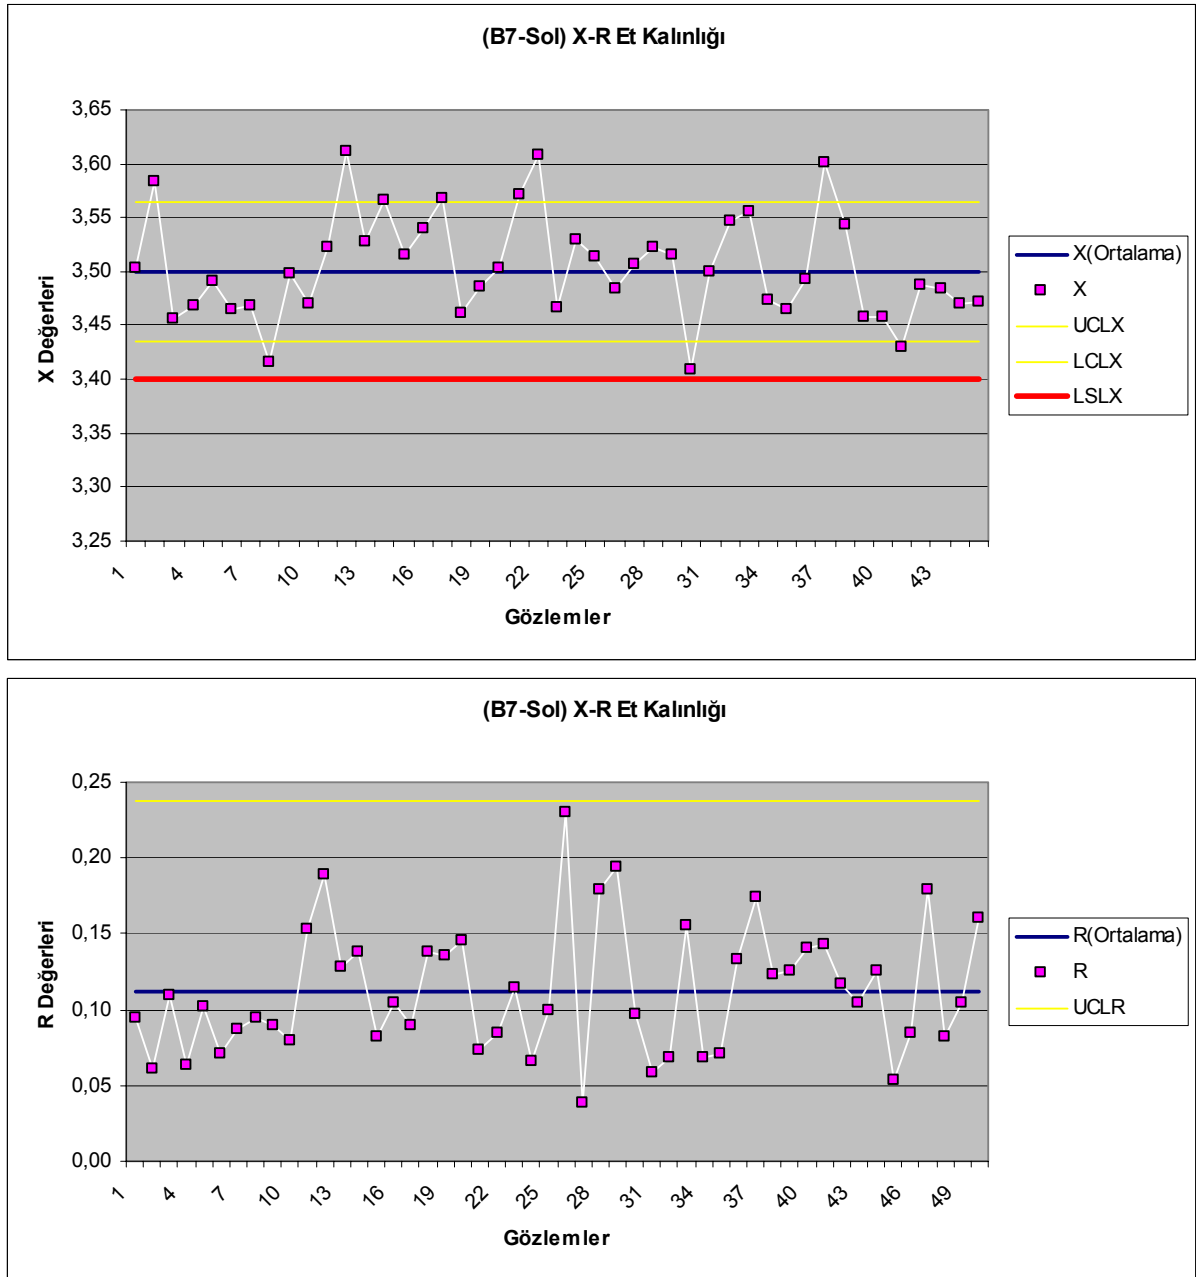 (B7-Sol) X-R Et Kalınlığı
X Değerleri
3,65
3,60
3,55
3,50
3,45
3,40
3,35
3,30
3,25
1 4 7 10 13 16 19 22 25 28 31 34 37 40 43
Gözlemler
X(Ortalama)
X
UCLX
LCLX
LSLX
(B7-Sol) X-R Et Kalınlığı
R Değerleri
0,25
0,20
0,15
0,10
0,05
0,00
1 4 7 10 13 16 19 22 25 28 31 34 37 40 43 46 49
Gözlemler
R(Ortalama)
R
UCLR